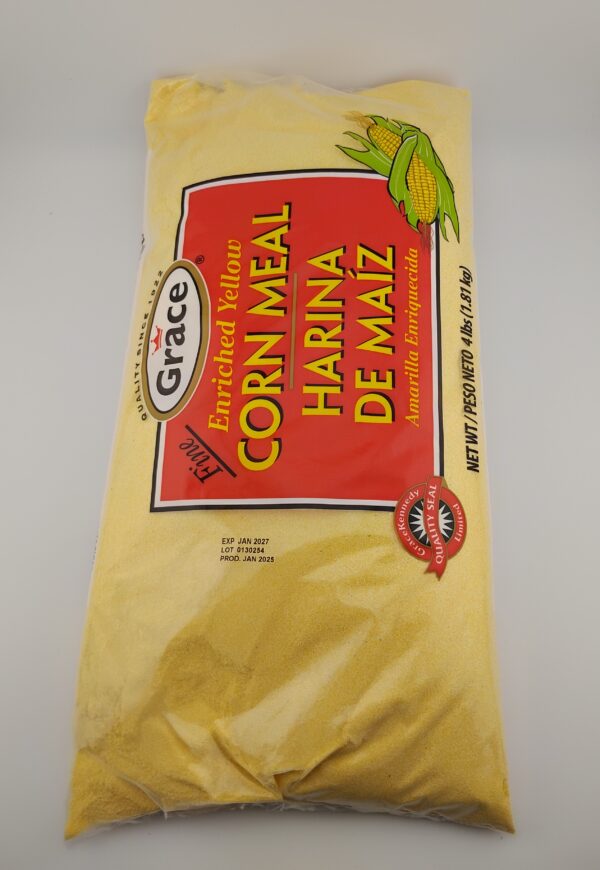 QUALITY SINCE 1922
Grace®
Fine
Enriched Yellow
CORN MEAL
HARINA
DE MAÍZ
Amarilla Enriquecida
NET WT / PESO NETO 4 lbs (1.81 kg)
GraceKennedy
QUALITY SEAL
Limited
EXP JAN 2027
LOT 0130254
PROD. JAN 2025